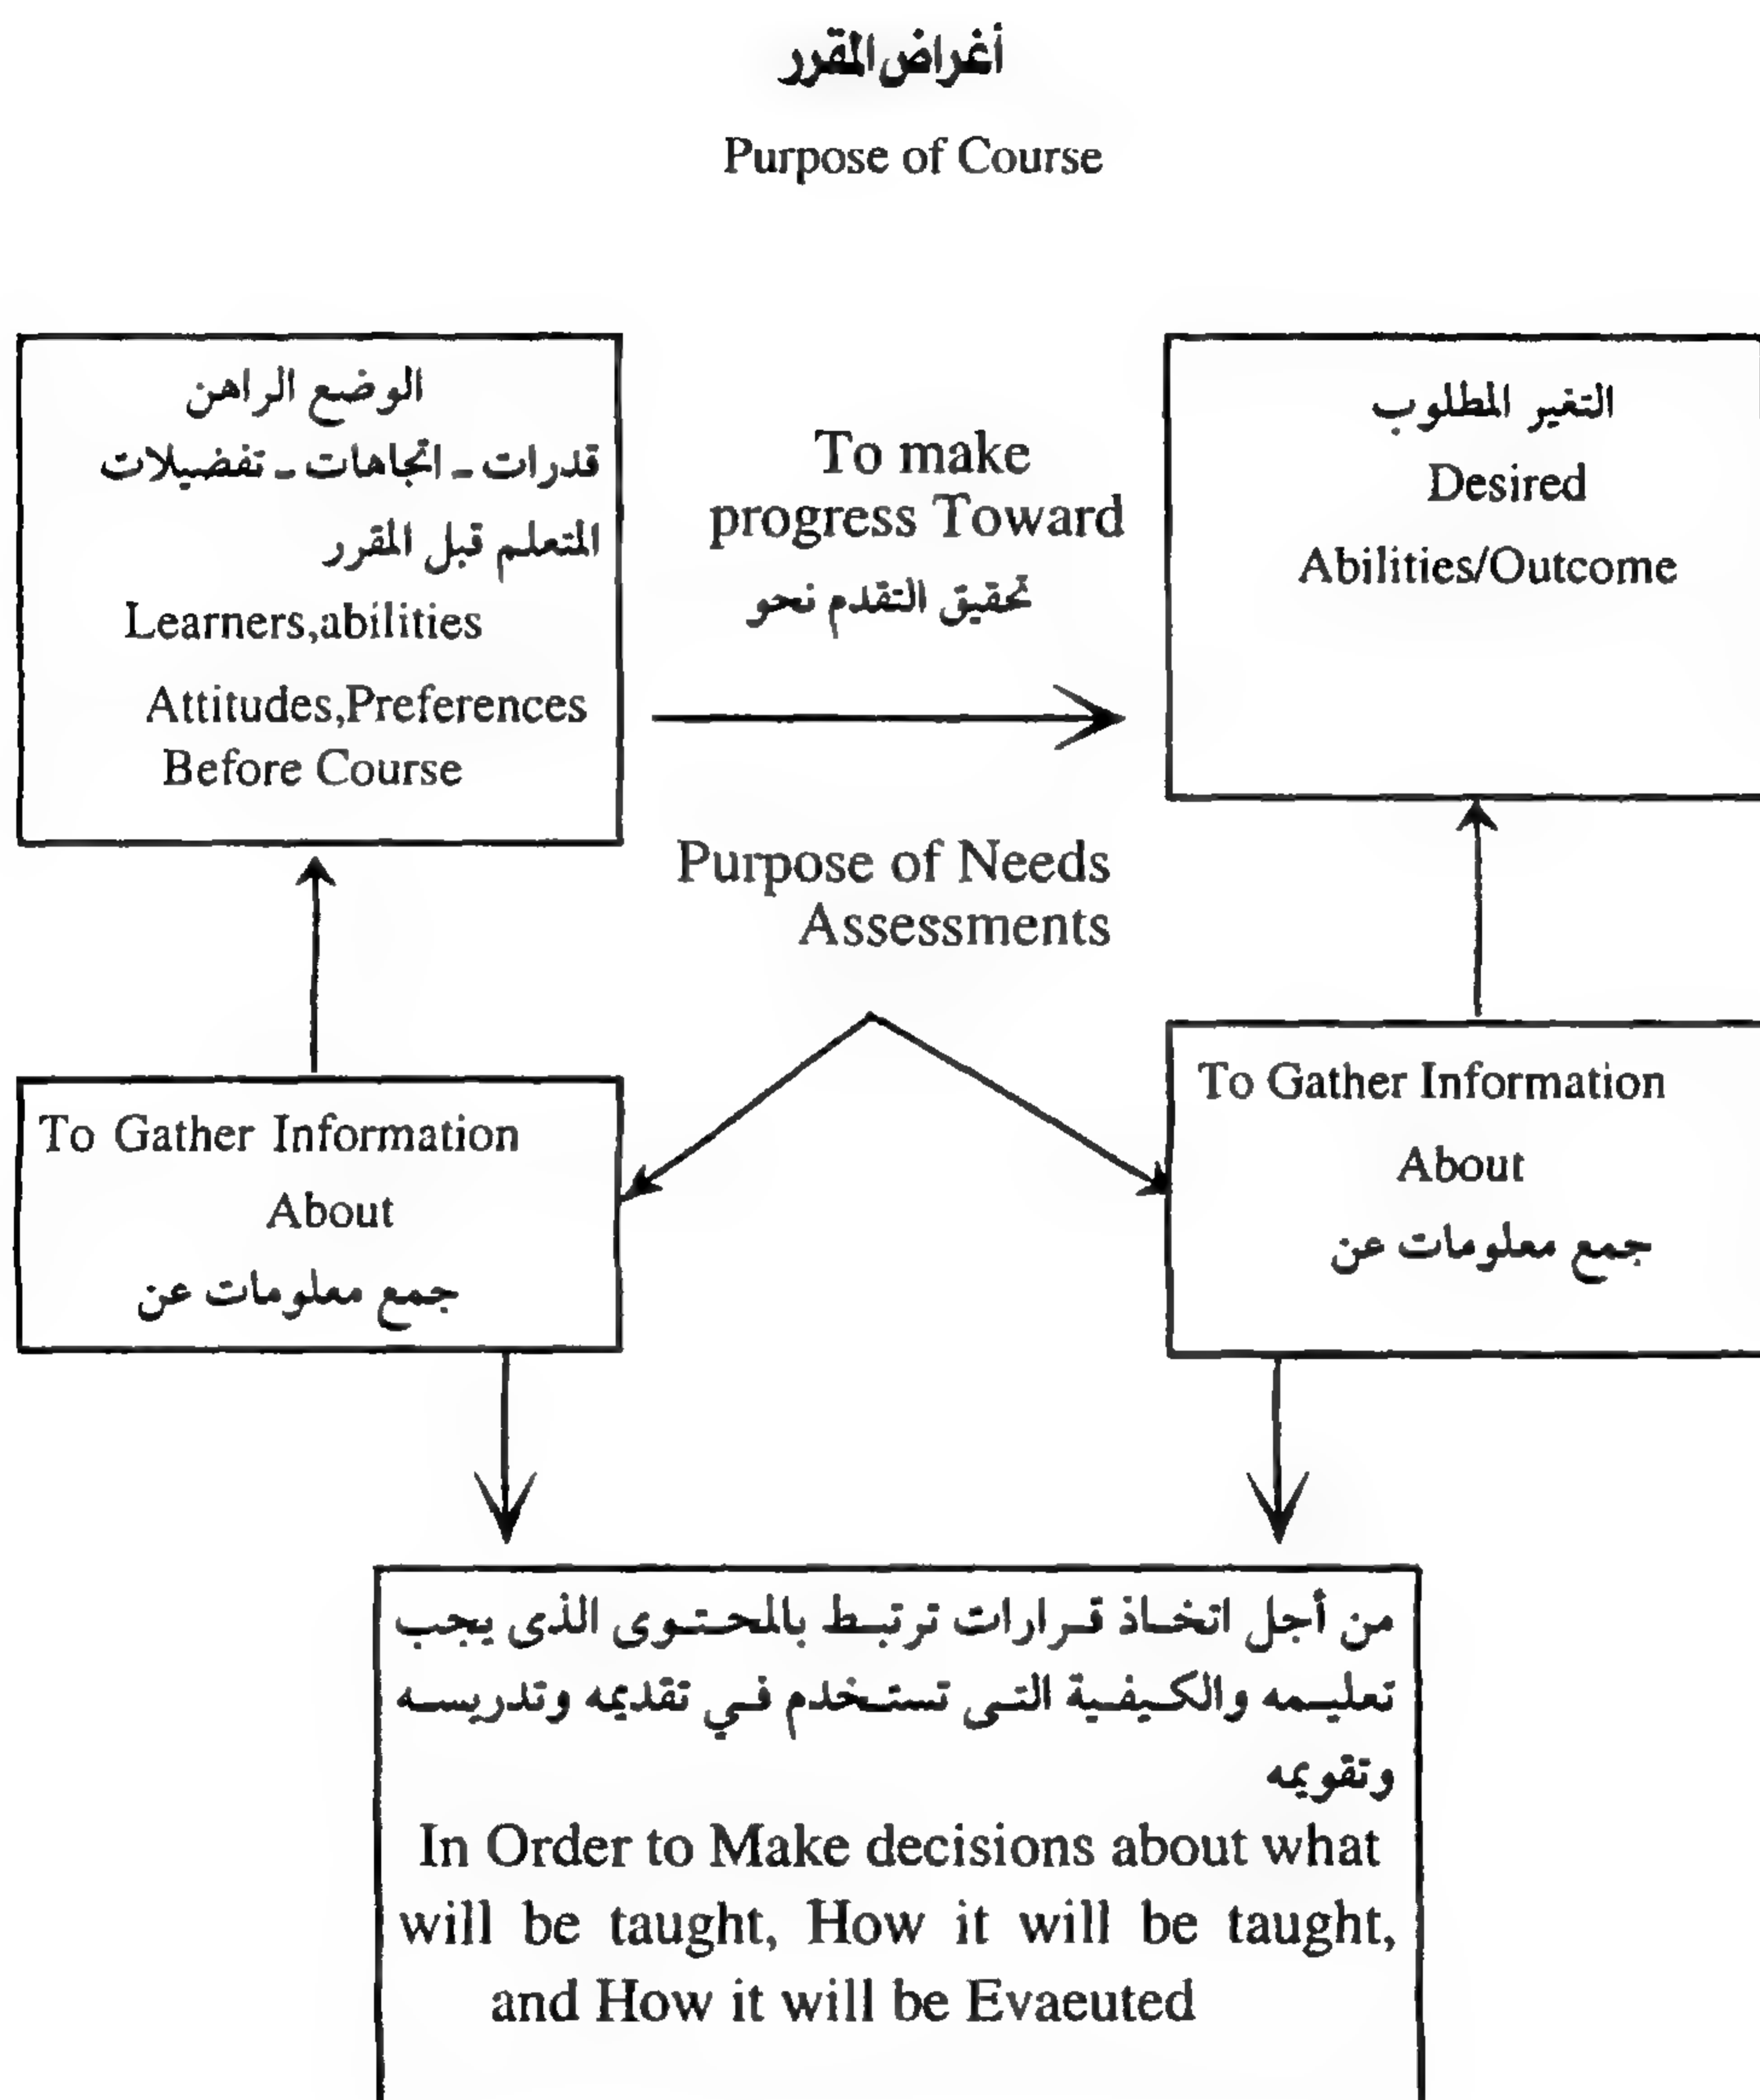 أغراض المقرر
Purpose of Course
الوضع الراهن
قدرات ـ اتجاهات ـ تفضيلات
المتعلم قبل المقرر
Learners,abilities
Attitudes,Preferences
Before Course
To make
progress Toward
تحقيق التقدم نحو
التغير المطلوب
Desired
Abilities/Outcome
Purpose of Needs
Assessments
To Gather Information
About
جمع معلومات عن
To Gather Information
About
جمع معلومات عن
من أجل اتخاذ قرارات ترتبط بالمحتوى الذى يجب
تعليمه والكيفية التى تستخدم في تقديمه وتدريسه
وتقويمه
In Order to Make decisions about what
will be taught, How it will be taught,
and How it will be Evaeuted